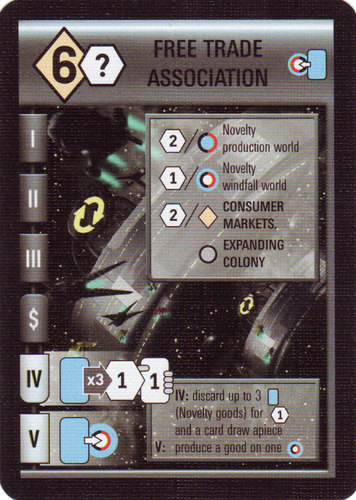 6 ?
FREE TRADE
ASSOCIATION
I
II
III
$
IV
V
2 / Novelty
production world
1 / Novelty
windfall world
2 / CONSUMER
MARKETS,
EXPANDING
COLONY
x3 1 1
IV: discard up to 3
(Novelty goods) for 1
and a card draw apiece
V: produce a good on one